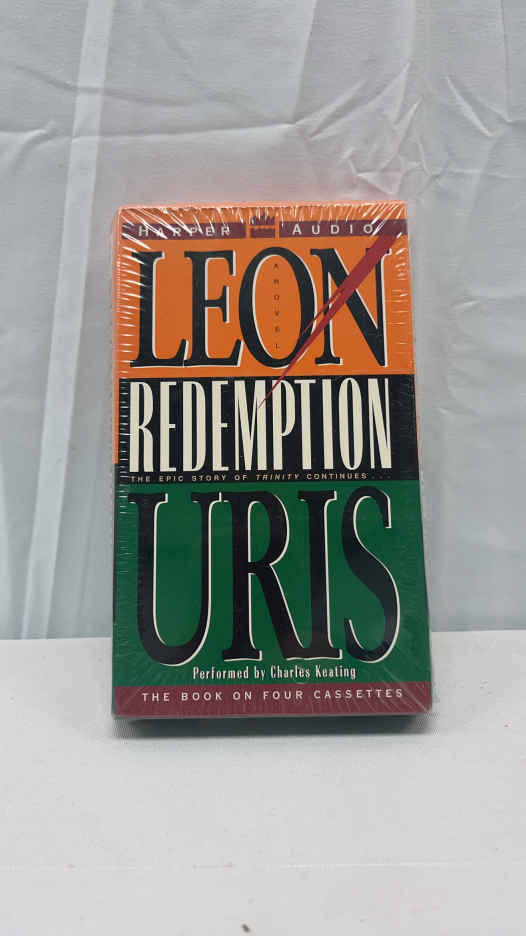 HARPER AUDIO
LEON
A NOVEL
REDEMPTION
THE EPIC STORY OF TRINITY CONTINUES...
URIS
Performed by Charles Keating
THE BOOK ON FOUR CASSETTES